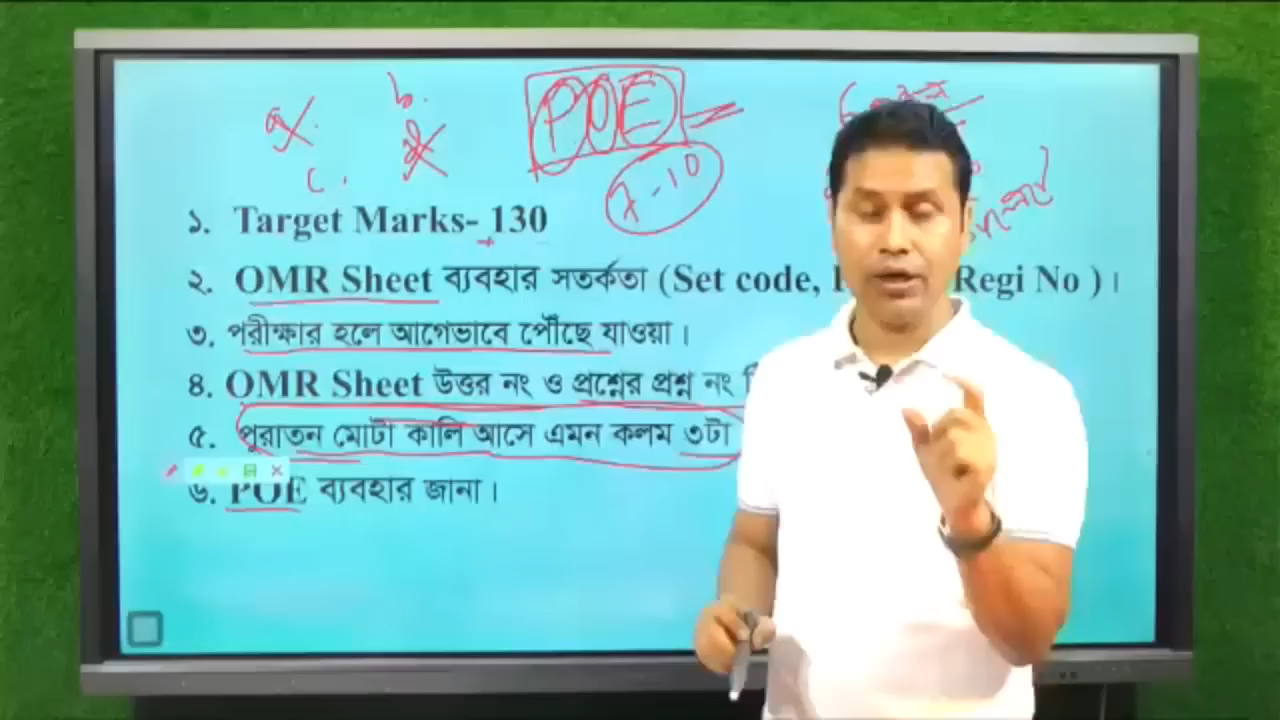 a.
b.
POE
d
c.
7-10
১. Target Marks- 130
২. OMR Sheet ব্যবহার সতর্কতা (Set code, Regi No )।
৩. পরীক্ষার হলে আগেভাবে পৌঁছে যাওয়া।
৪. OMR Sheet উত্তর নং ও প্রশ্নের প্রশ্ন নং
৫. পুরাতন মোটা কালি আসে এমন কলম ৩টা
৬. POE ব্যবহার জানা।